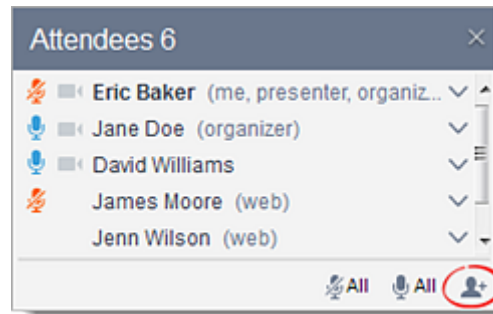 Attendees 6
Eric Baker (me, presenter, organiz...
Jane Doe (organizer)
David Williams
James Moore (web)
Jenn Wilson (web)
All All